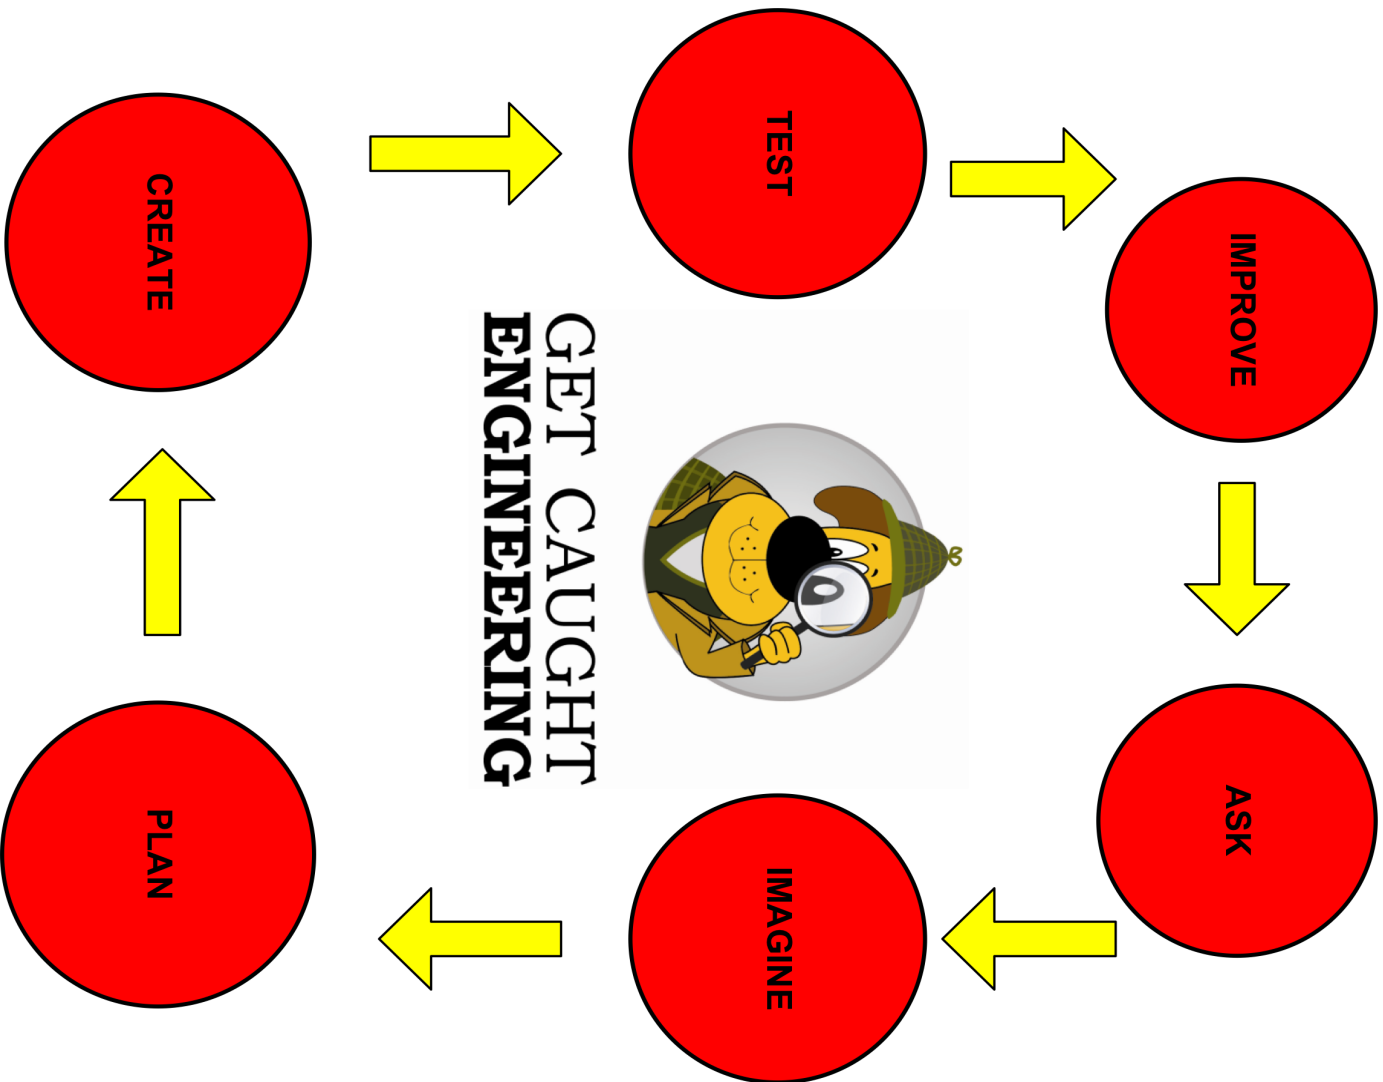 IMPROVE
ASK
TEST
IMAGINE
GET CAUGHT
ENGINEERING
CREATE
PLAN